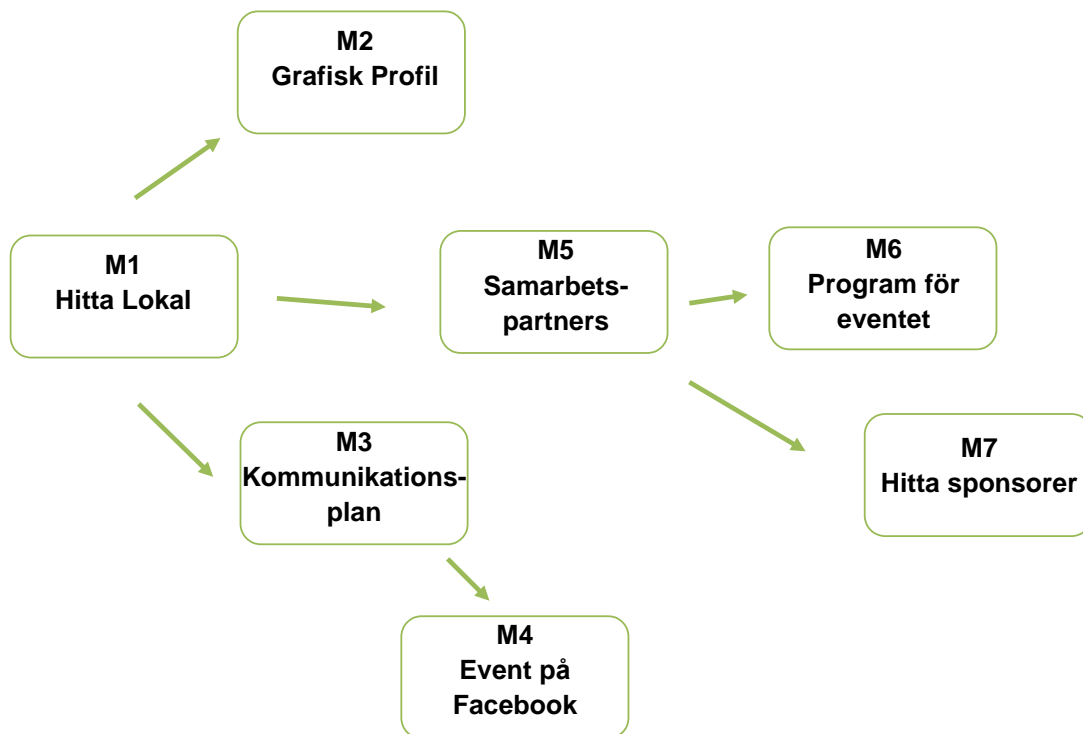 M2
Grafisk Profil
M1
Hitta Lokal
M5
Samarbets-
partners
M6
Program för
eventet
M3
Kommunikations-
plan
M7
Hitta sponsorer
M4
Event på
Facebook